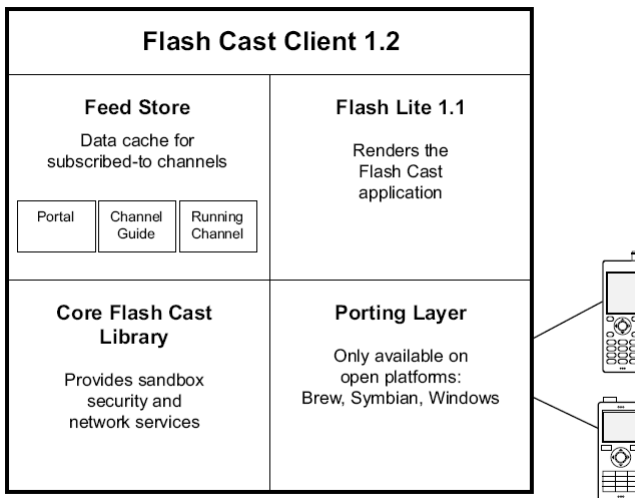 Flash Cast Client 1.2
Feed Store
Data cache for
subscribed-to channels
Portal
Channel
Guide
Running
Channel
Flash Lite 1.1
Renders the
Flash Cast
application
Core Flash Cast
Library
Provides sandbox
security and
network services
Porting Layer
Only available on
open platforms:
Brew, Symbian, Windows